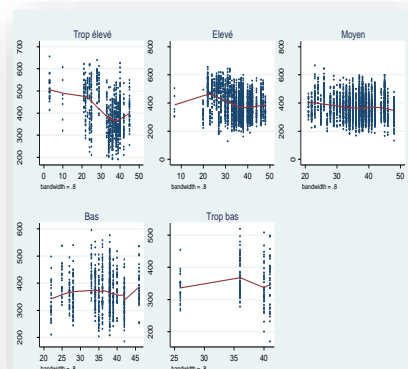 Trop élevé
700
600
500
400
300
200
0 10 20 30 40 50
bandwidth = .8
Elevé
800
600
400
200
0
10 20 30 40 50
bandwidth = .8
Moyen
800
600
400
200
0
20 30 40 50
bandwidth = .8
Bas
600
500
400
300
200
20 25 30 35 40 45
bandwidth = .8
Trop bas
500
400
300
200
25 30 35 40
bandwidth = .8